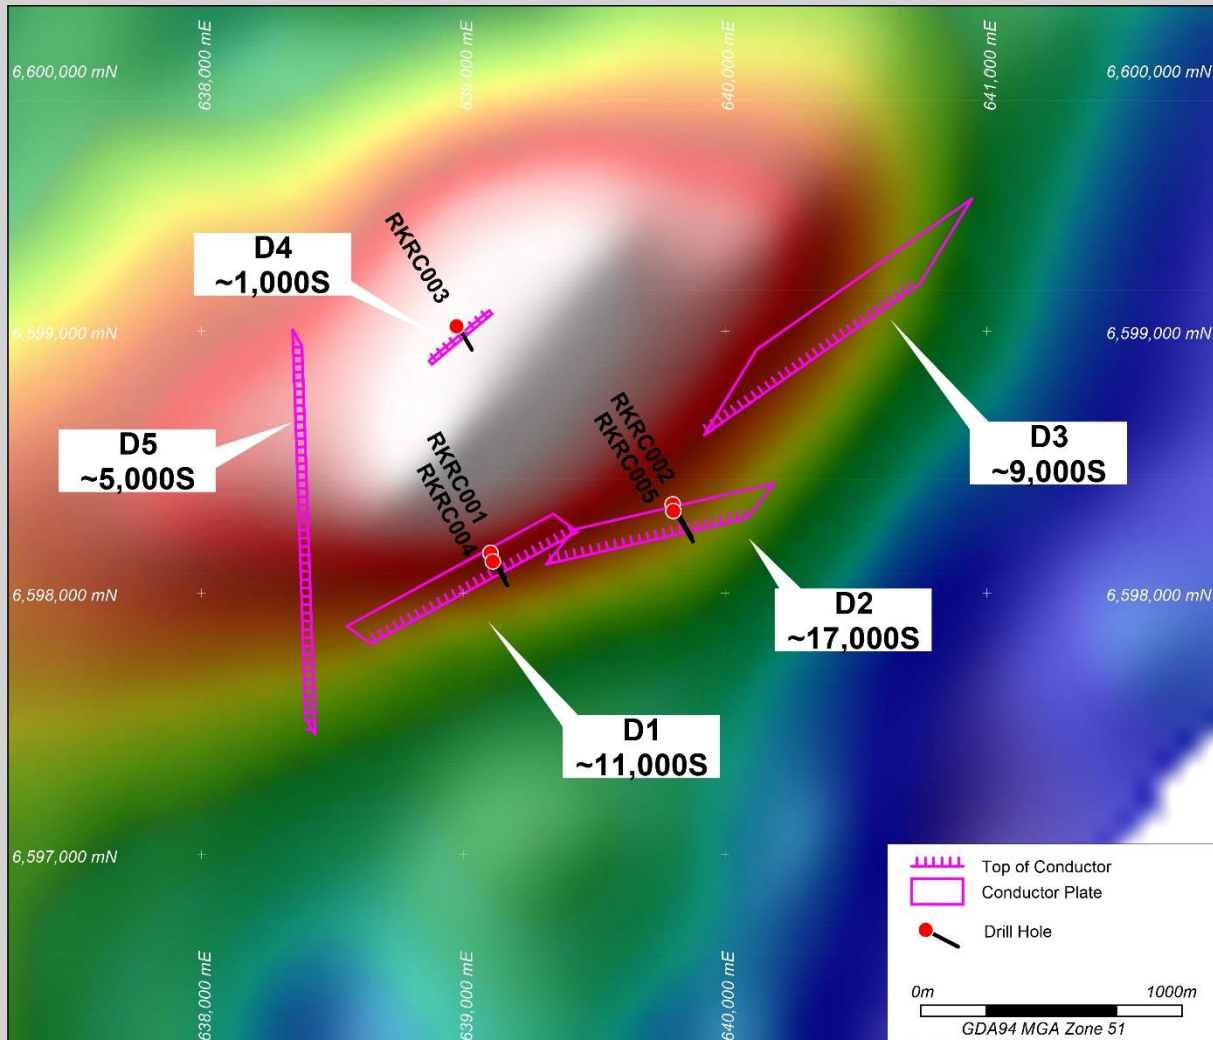 638,000 mE
639,000 mE
640,000 mE
641,000 mE
6,600,000 mN
6,600,000 mN
RKRC003
D4
~1,000S
6,599,000 mN
6,599,000 mN
RKRC002
RKRC005
D5
~5,000S
D3
~9,000S
RKRC001
RKRC004
6,598,000 mN
6,598,000 mN
D2
~17,000S
D1
~11,000S
6,597,000 mN
Top of Conductor
Conductor Plate
Drill Hole
638,000 mE
639,000 mE
640,000 mE
0m
1000m
GDA94 MGA Zone 51